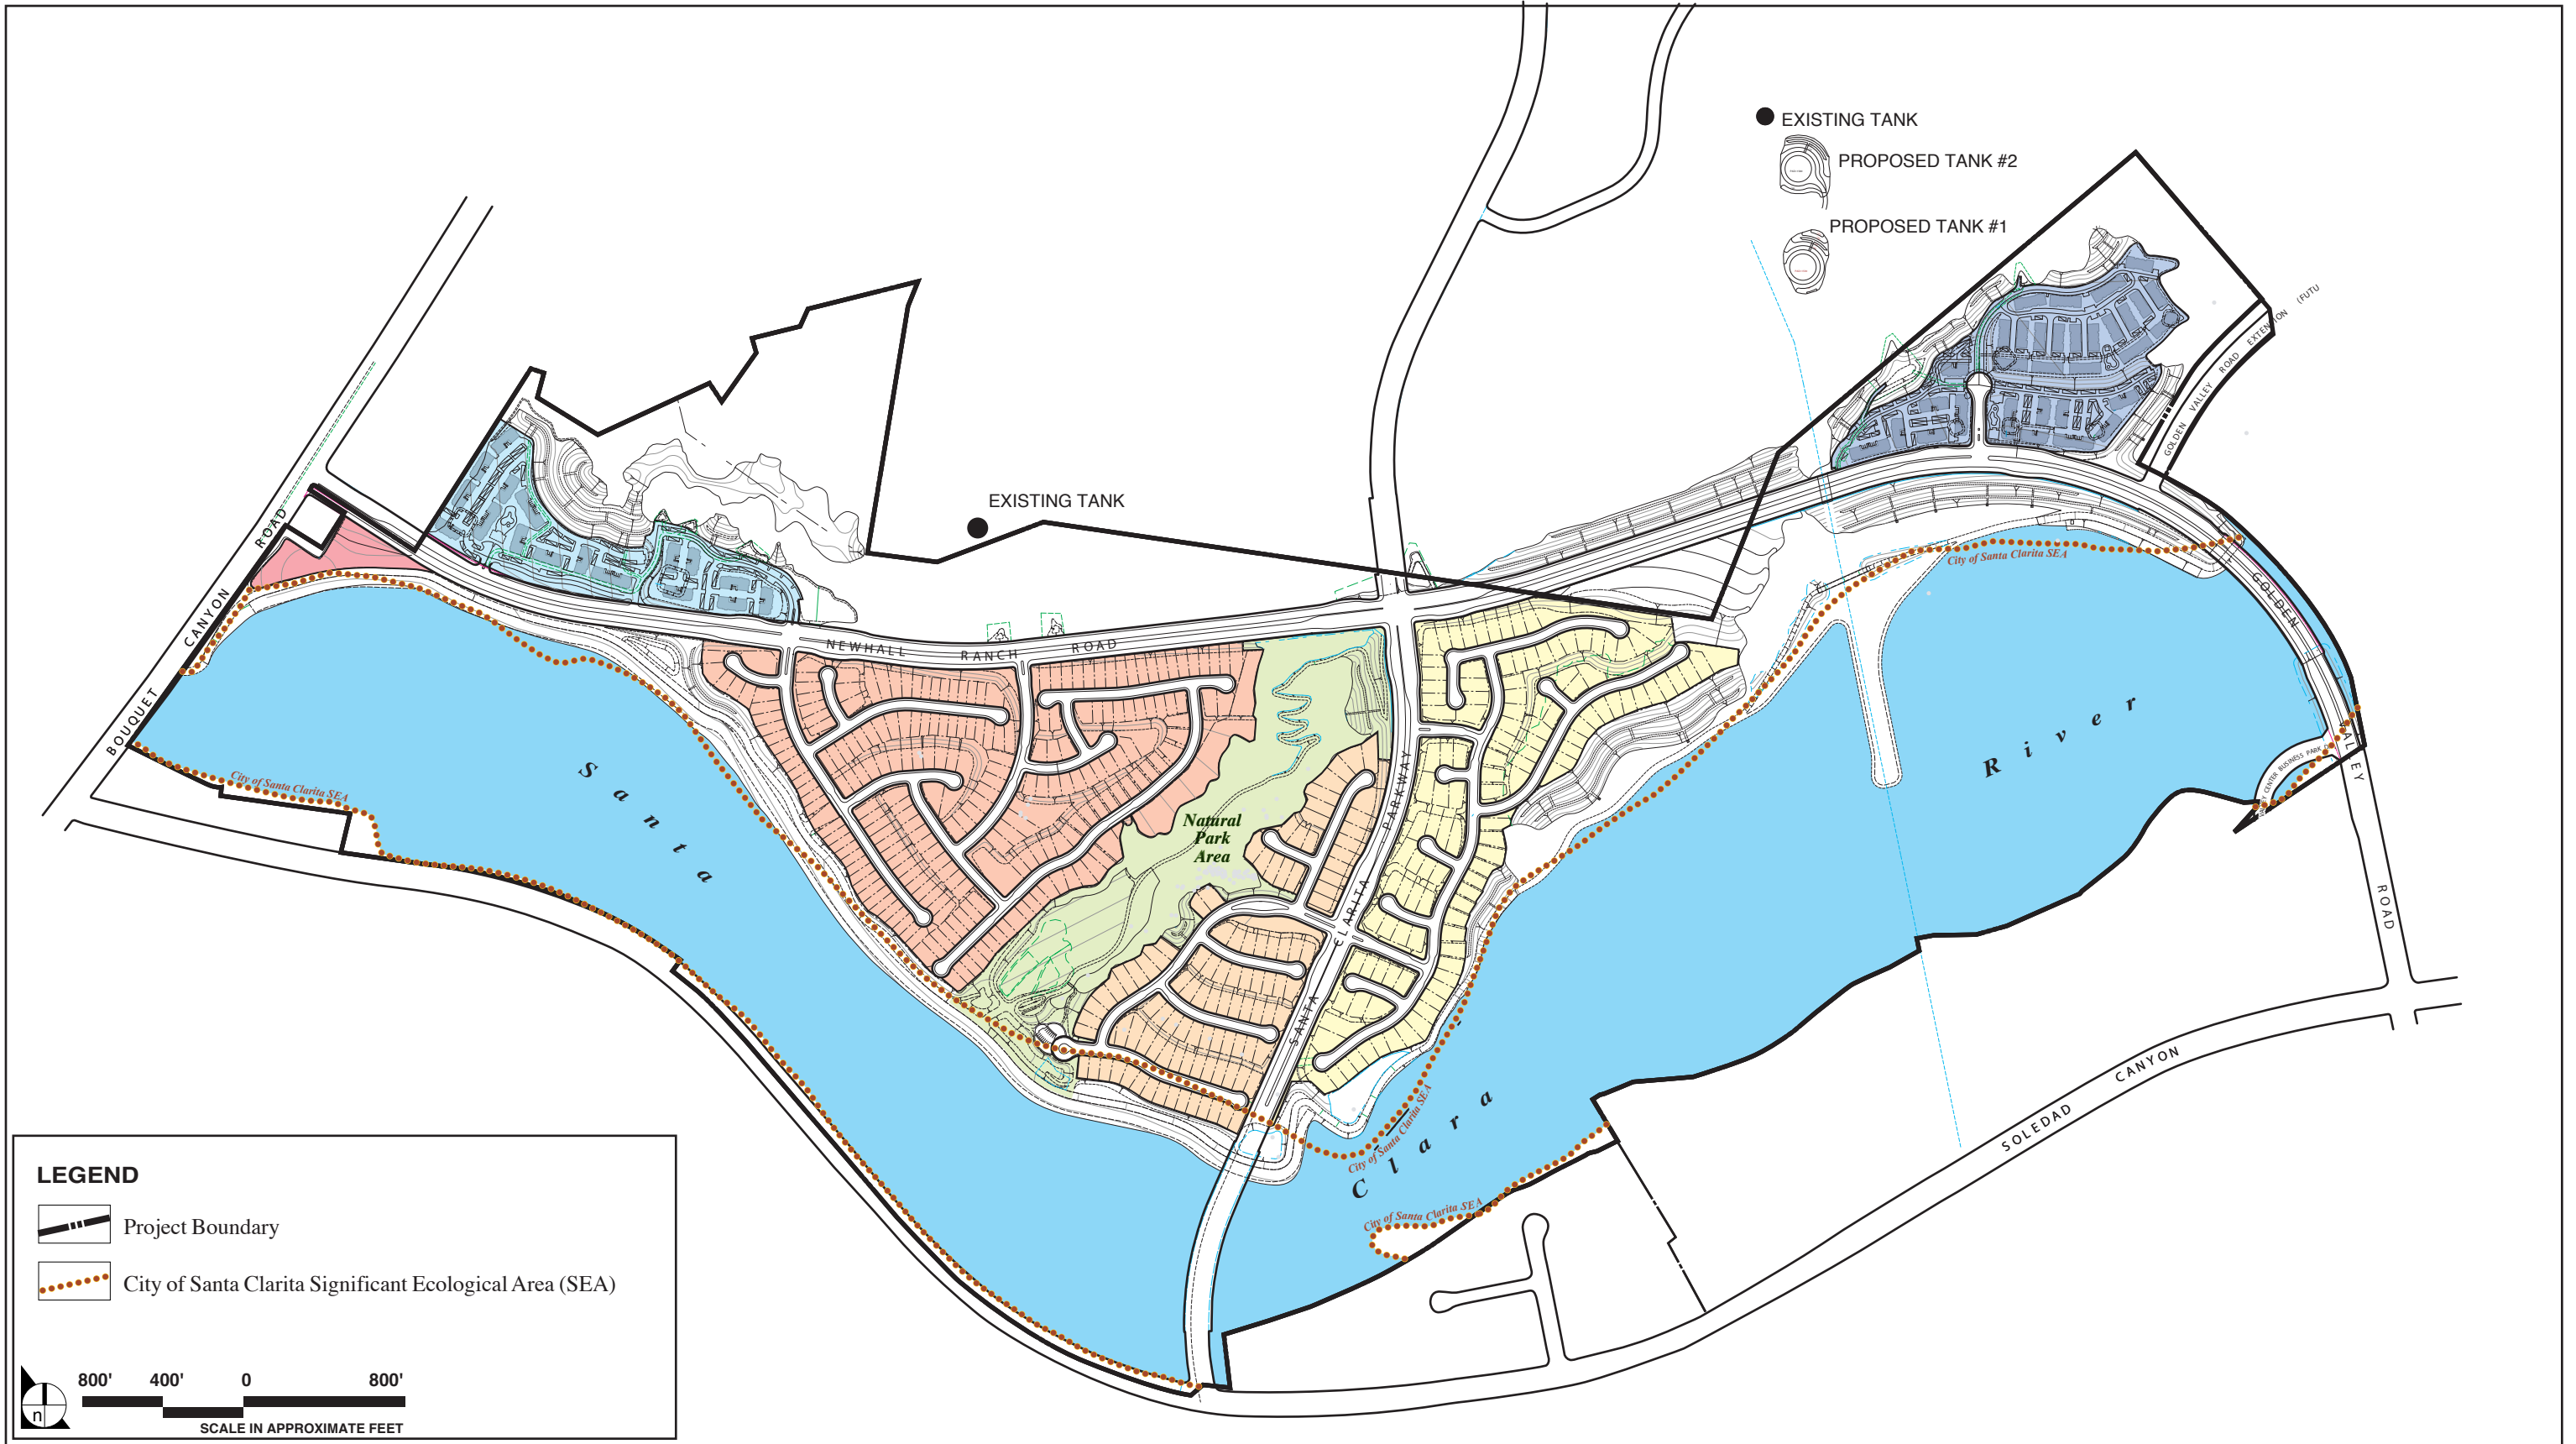 EXISTING TANK
PROPOSED TANK #2
PROPOSED TANK #1
(FUTU
GOLDEN VALLEY ROAD EXTENSION
EXISTING TANK
BOUQUET CANYON ROAD
NEWHALL RANCH ROAD
City of Santa Clarita SEA
GOLDEN VALLEY ROAD
Santa Clara River
CENTER BUSINESS PARK
City of Santa Clarita SEA
Natural
Park
Area
SANTA CLARITA PARKWAY
City of Santa Clarita SEA
City of Santa Clarita SEA
SOLEDAD CANYON
LEGEND
Project Boundary
City of Santa Clarita Significant Ecological Area (SEA)
n
800' 400' 0 800'
SCALE IN APPROXIMATE FEET